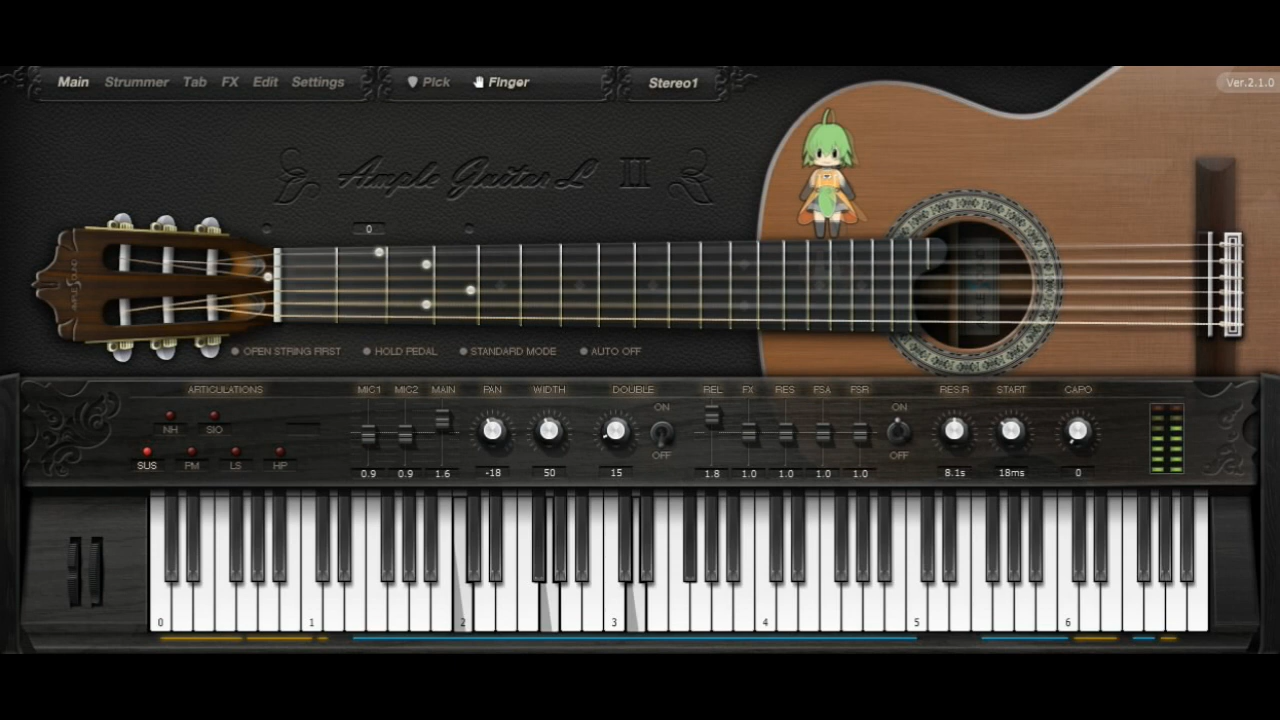 Main Strummer Tab FX Edit Settings Pick Finger Stereo1 Ver.2.1.0
Ample Guitar L II
0
OPEN STRING FIRST HOLD PEDAL STANDARD MODE AUTO OFF
ARTICULATIONS MIC1 MIC2 MAIN PAN WIDTH DOUBLE REL FX RES FSA FSR RES.R START CAPO
ON ON
NH SIO
OFF OFF
SUS PM LS HP
0.9 0.9 1.6 -18 50 15 1.8 1.0 1.0 1.0 1.0 8.1s 18ms 0
0 1 2 3 4 5 6